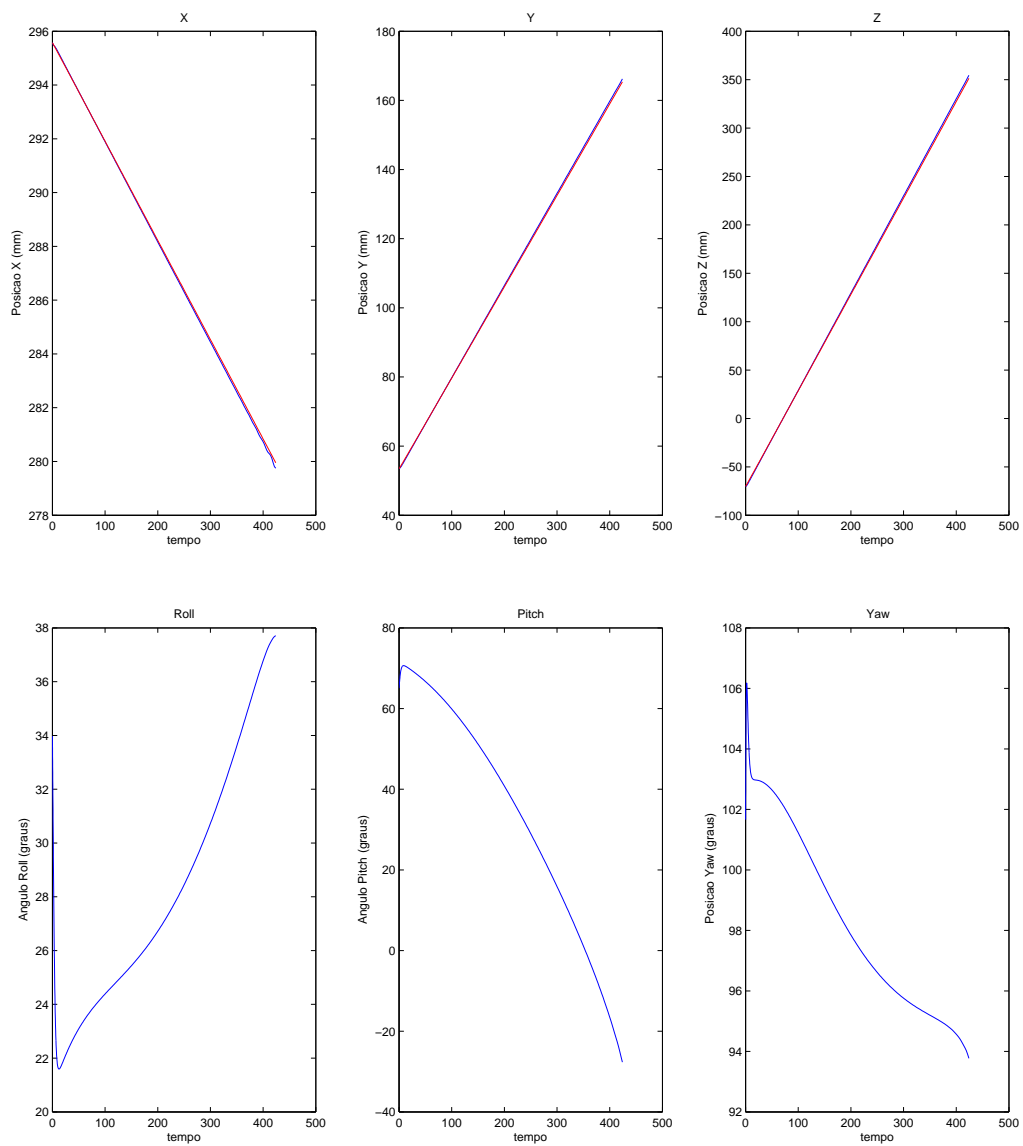 X
Posicao X (mm)
296
294
292
290
288
286
284
282
280
278
0 100 200 300 400 500
tempo
Y
Posicao Y (mm)
180
160
140
120
100
80
60
40
0 100 200 300 400 500
tempo
Z
Posicao Z (mm)
400
350
300
250
200
150
100
50
0
−50
−100
0 100 200 300 400 500
tempo
Roll
Angulo Roll (graus)
38
36
34
32
30
28
26
24
22
20
0 100 200 300 400 500
tempo
Pitch
Angulo Pitch (graus)
80
60
40
20
0
−20
−40
0 100 200 300 400 500
tempo
Yaw
Posicao Yaw (graus)
108
106
104
102
100
98
96
94
92
0 100 200 300 400 500
tempo